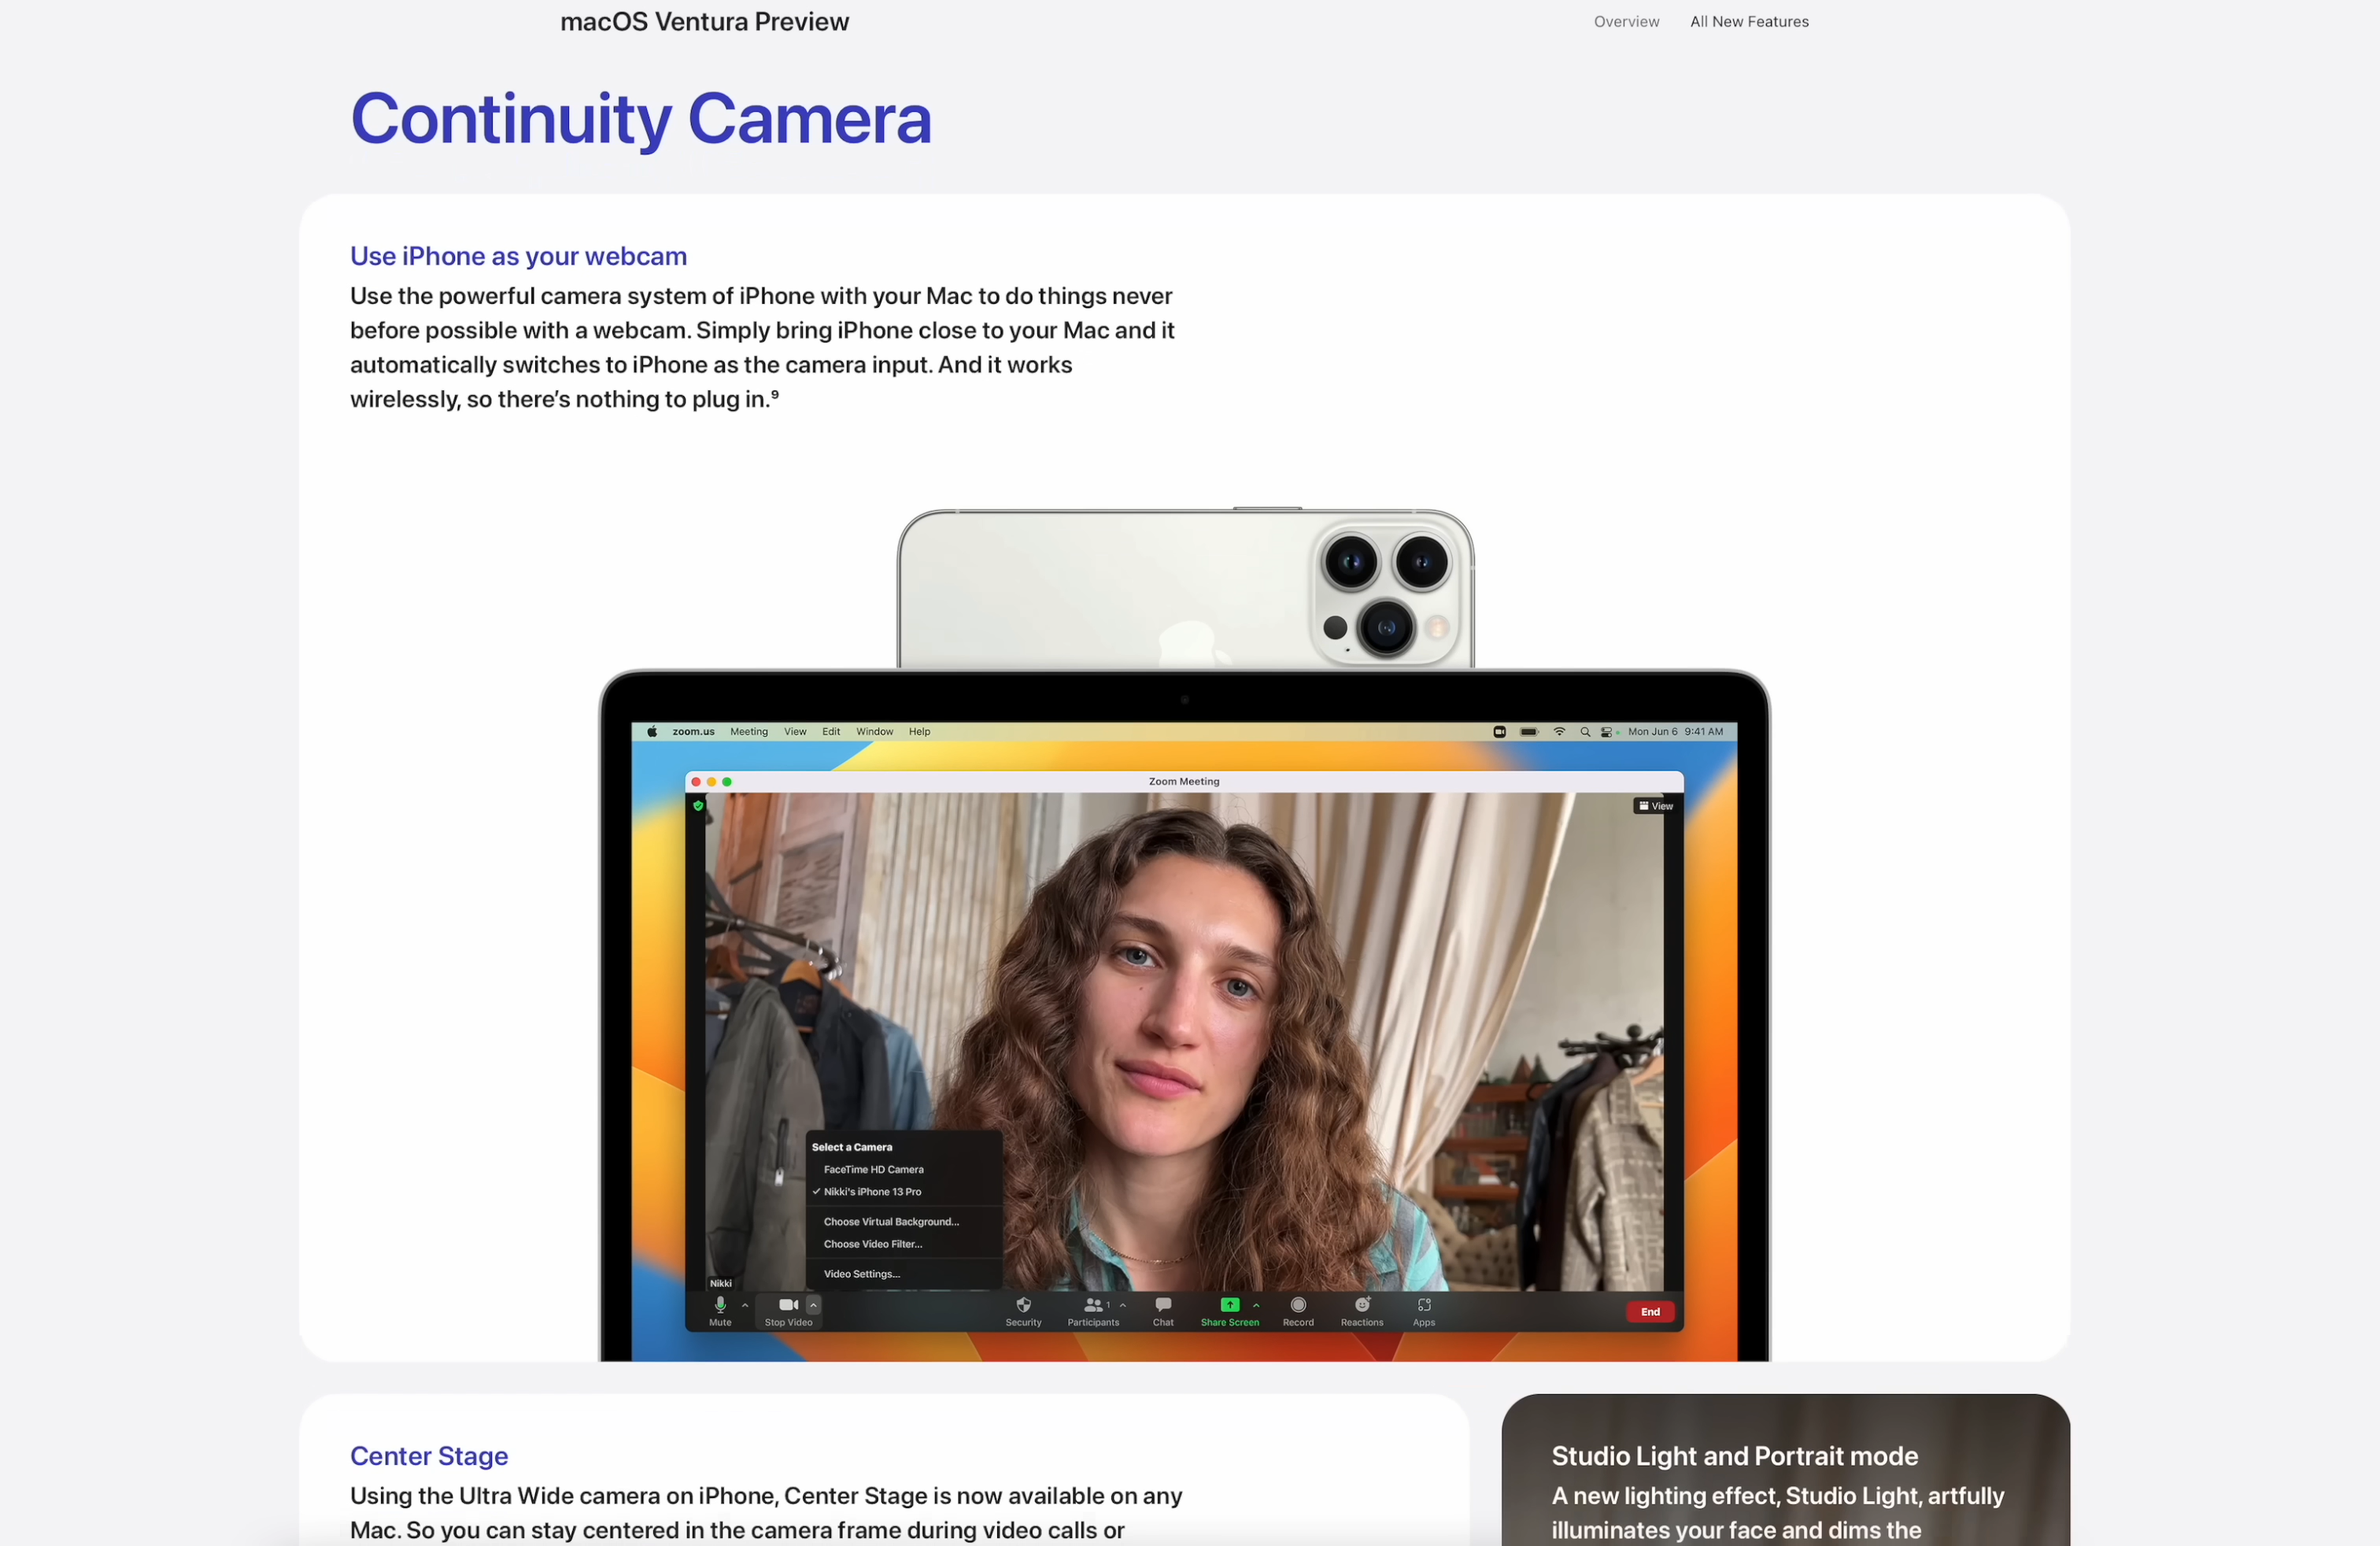 macOS Ventura Preview
Overview
All New Features
Continuity Camera
Use iPhone as your webcam
Use the powerful camera system of iPhone with your Mac to do things never
before possible with a webcam. Simply bring iPhone close to your Mac and it
automatically switches to iPhone as the camera input. And it works
wirelessly, so there’s nothing to plug in.⁹
zoom.us Meeting View Edit Window Help
Mon Jun 6 9:41 AM
Zoom Meeting
View
Select a Camera
FaceTime HD Camera
✓ Nikki's iPhone 13 Pro
Choose Virtual Background...
Choose Video Filter...
Video Settings...
Nikki
1
Mute
Stop Video
Security
Participants
Chat
Share Screen
Record
Reactions
Apps
End
Center Stage
Using the Ultra Wide camera on iPhone, Center Stage is now available on any
Mac. So you can stay centered in the camera frame during video calls or
Studio Light and Portrait mode
A new lighting effect, Studio Light, artfully
illuminates your face and dims the